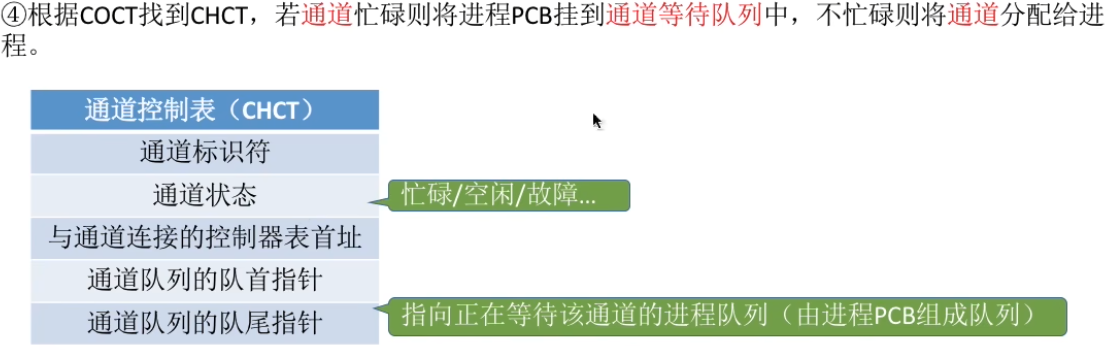 ④根据COCT找到CHCT，若通道忙碌则将进程PCB挂到通道等待队列中，不忙碌则将通道分配给进
程。
通道控制表（CHCT）
通道标识符
通道状态
忙碌/空闲/故障...
与通道连接的控制器表首址
通道队列的队首指针
通道队列的队尾指针
指向正在等待该通道的进程队列（由进程PCB组成队列）